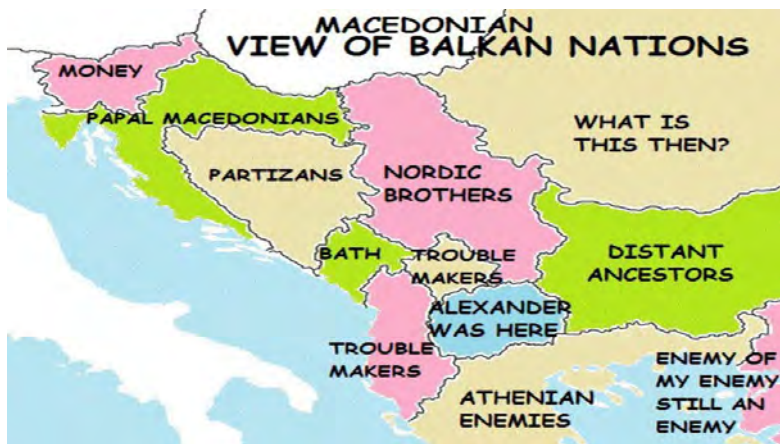 MACEDONIAN
VIEW OF BALKAN NATIONS
MONEY
PAPAL MACEDONIANS
WHAT IS
THIS THEN?
PARTIZANS
NORDIC
BROTHERS
BATH
TROUBLE
MAKERS
DISTANT
ANCESTORS
ALEXANDER
WAS HERE
TROUBLE
MAKERS
ATHENIAN
ENEMIES
ENEMY OF
MY ENEMY
STILL AN
ENEMY